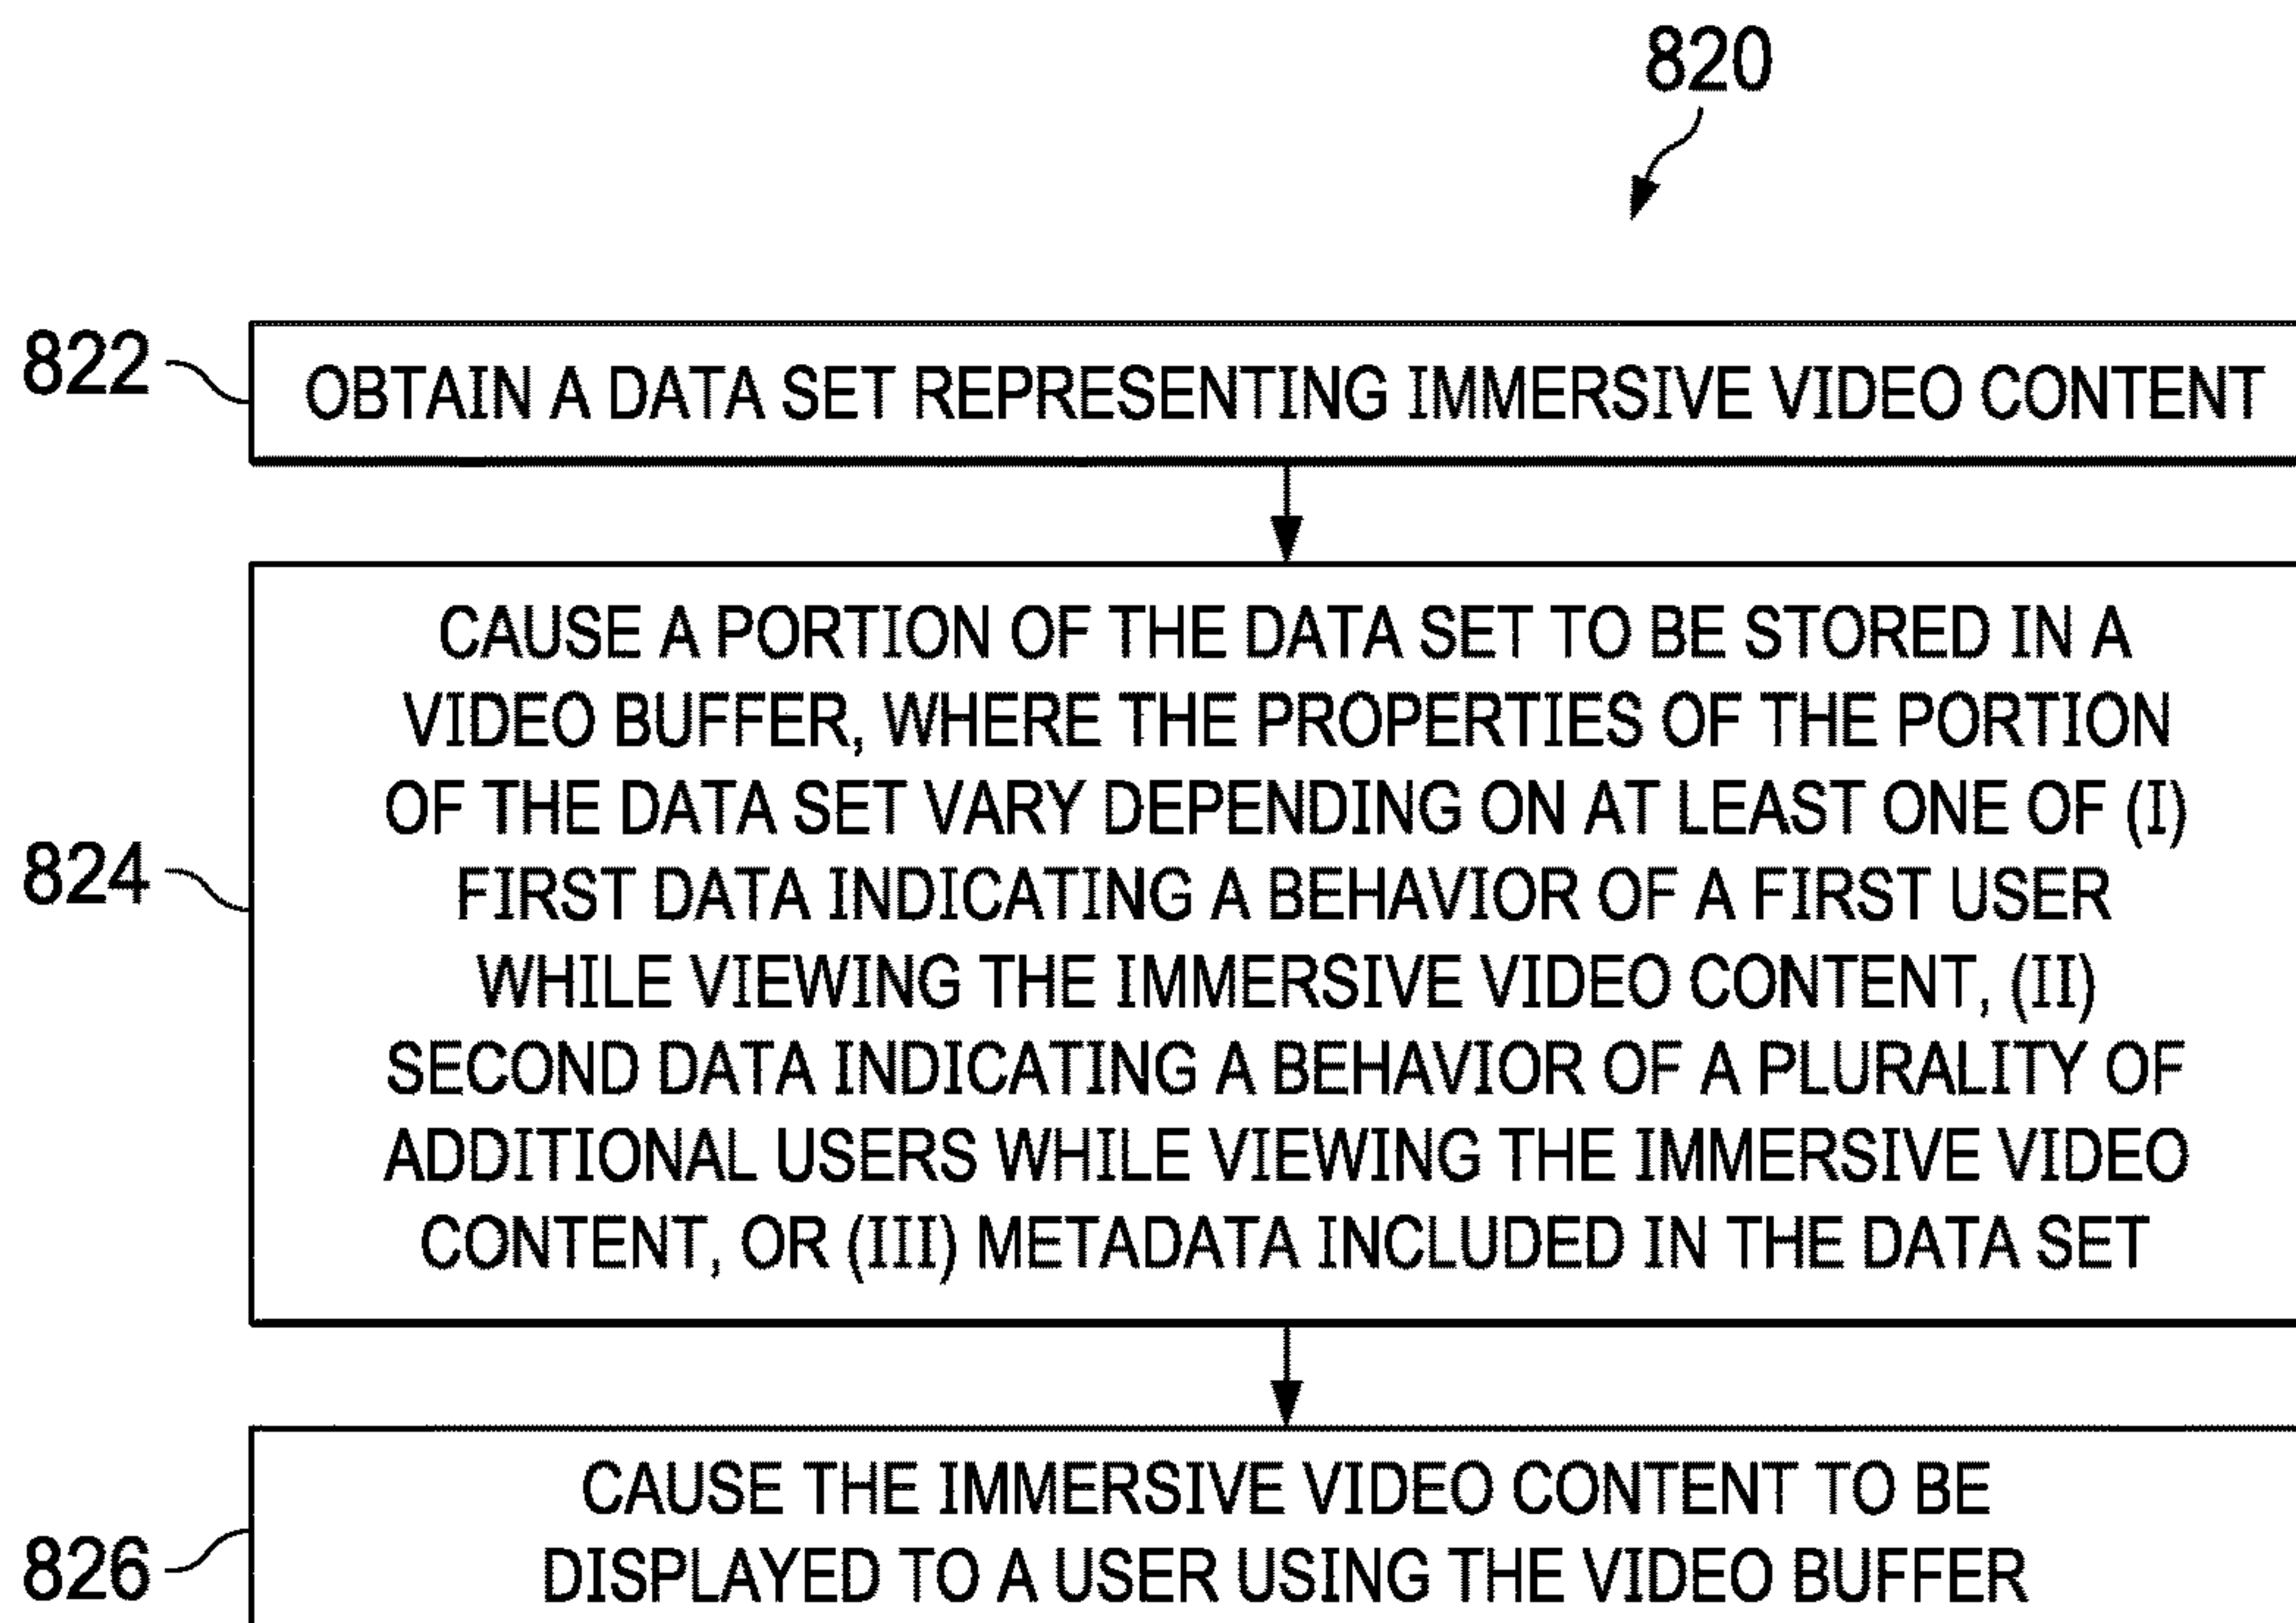 820
822
OBTAIN A DATA SET REPRESENTING IMMERSIVE VIDEO CONTENT
824
CAUSE A PORTION OF THE DATA SET TO BE STORED IN A
VIDEO BUFFER, WHERE THE PROPERTIES OF THE PORTION
OF THE DATA SET VARY DEPENDING ON AT LEAST ONE OF (I)
FIRST DATA INDICATING A BEHAVIOR OF A FIRST USER
WHILE VIEWING THE IMMERSIVE VIDEO CONTENT, (II)
SECOND DATA INDICATING A BEHAVIOR OF A PLURALITY OF
ADDITIONAL USERS WHILE VIEWING THE IMMERSIVE VIDEO
CONTENT, OR (III) METADATA INCLUDED IN THE DATA SET
826
CAUSE THE IMMERSIVE VIDEO CONTENT TO BE
DISPLAYED TO A USER USING THE VIDEO BUFFER